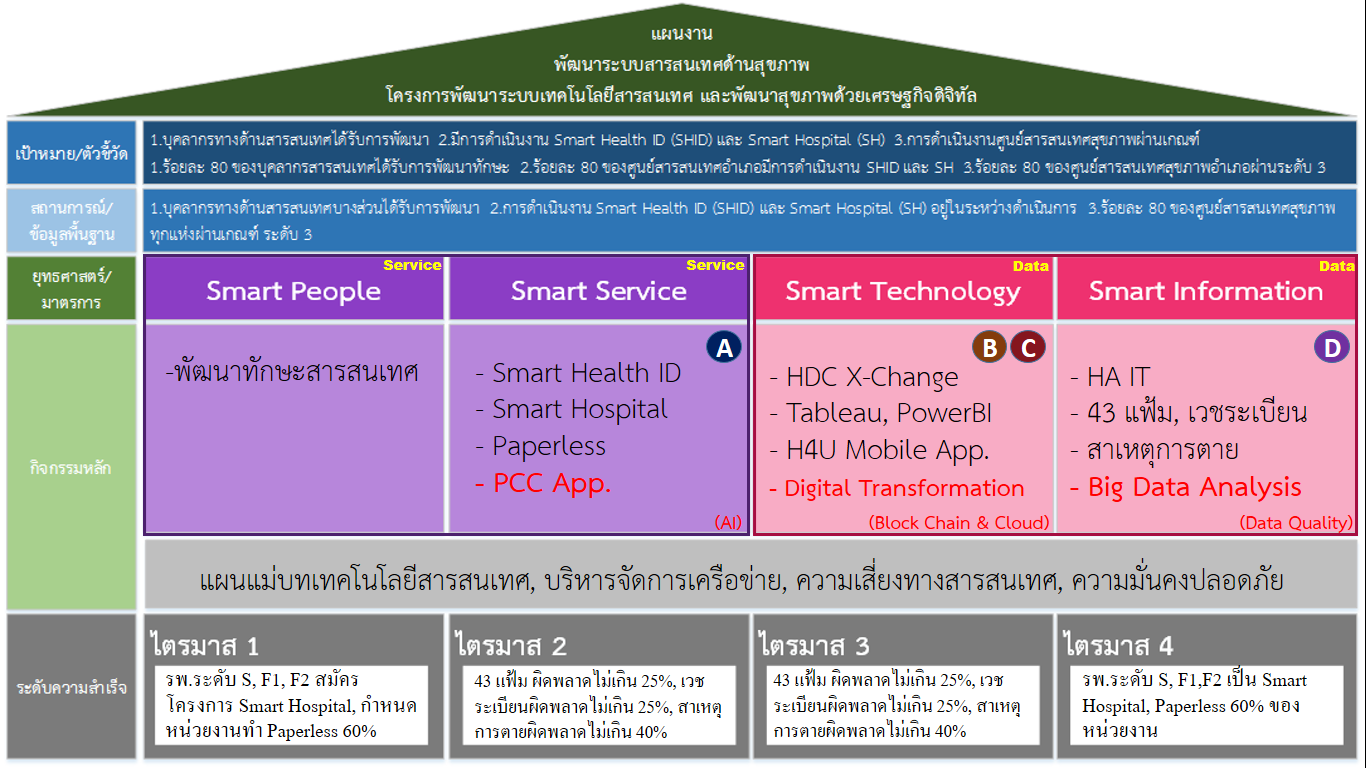 แผนงาน
พัฒนาระบบสารสนเทศด้านสุขภาพ
โครงการพัฒนาระบบเทคโนโลยีสารสนเทศ และพัฒนาสุขภาพด้วยเศรษฐกิจดิจิทัล
เป้าหมาย/ตัวชี้วัด
1.บุคลากรทางด้านสารสนเทศได้รับการพัฒนา 2.มีการดำเนินงาน Smart Health ID (SHID) และ Smart Hospital (SH) 3.การดำเนินงานศูนย์สารสนเทศสุขภาพผ่านเกณฑ์
1.ร้อยละ 80 ของบุคลากรสารสนเทศได้รับการพัฒนาทักษะ 2.ร้อยละ 80 ของศูนย์สารสนเทศอำเภอมีการดำเนินงาน SHID และ SH 3.ร้อยละ 80 ของศูนย์สารสนเทศสุขภาพอำเภอผ่านระดับ 3
สถานการณ์/
ข้อมูลพื้นฐาน
1.บุคลากรทางด้านสารสนเทศบางส่วนได้รับการพัฒนา 2.การดำเนินงาน Smart Health ID (SHID) และ Smart Hospital (SH) อยู่ในระหว่างดำเนินการ 3.ร้อยละ 80 ของศูนย์สารสนเทศสุขภาพ
ทุกแห่งผ่านเกณฑ์ ระดับ 3
ยุทธศาสตร์/
มาตรการ
Service
Smart People
Service
Smart Service
Data
Smart Technology
Data
Smart Information
กิจกรรมหลัก
-พัฒนาทักษะสารสนเทศ
A
- Smart Health ID
- Smart Hospital
- Paperless
- PCC App.
(AI)
B C
- HDC X-Change
- Tableau, PowerBI
- H4U Mobile App.
- Digital Transformation
(Block Chain & Cloud)
D
- HA IT
- 43 แฟ้ม, เวชระเบียน
- สาเหตุการตาย
- Big Data Analysis
(Data Quality)
แผนแม่บทเทคโนโลยีสารสนเทศ, บริหารจัดการเครือข่าย, ความเสี่ยงทางสารสนเทศ, ความมั่นคงปลอดภัย
ระดับความสำเร็จ
ไตรมาส 1
รพ.ระดับ S, F1, F2 สมัคร
โครงการ Smart Hospital, กำหนด
หน่วยงานทำ Paperless 60%
ไตรมาส 2
43 แฟ้ม ผิดพลาดไม่เกิน 25%, เวช
ระเบียนผิดพลาดไม่เกิน 25%, สาเหตุ
การตายผิดพลาดไม่เกิน 40%
ไตรมาส 3
43 แฟ้ม ผิดพลาดไม่เกิน 25%, เวช
ระเบียนผิดพลาดไม่เกิน 25%, สาเหตุ
การตายผิดพลาดไม่เกิน 40%
ไตรมาส 4
รพ.ระดับ S, F1,F2 เป็น Smart
Hospital, Paperless 60% ของ
หน่วยงาน